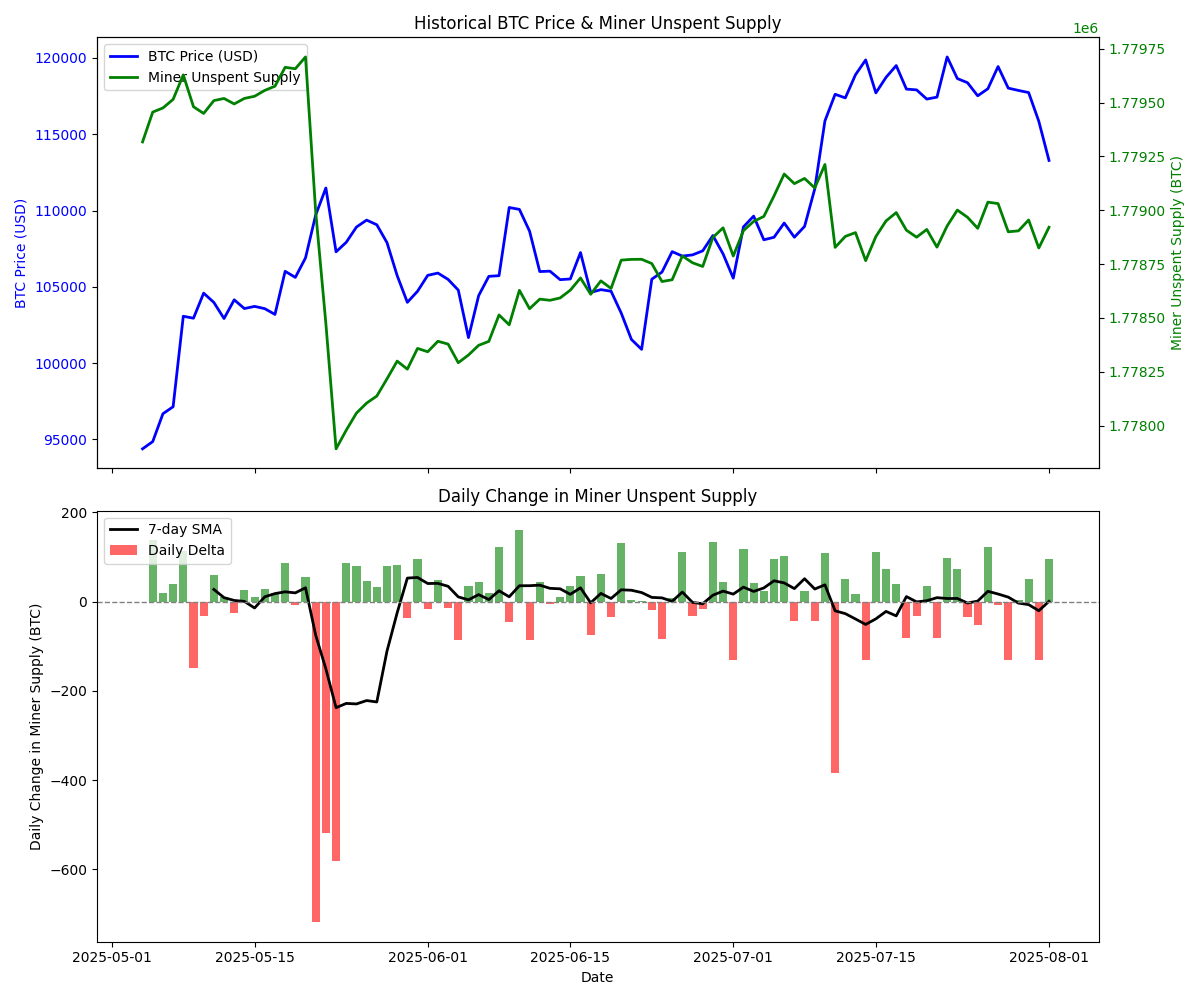 Historical BTC Price & Miner Unspent Supply
1e6
BTC Price (USD)
Miner Unspent Supply
120000
115000
110000
105000
100000
95000
BTC Price (USD)
1.77975
1.77950
1.77925
1.77900
1.77875
1.77850
1.77825
1.77800
Miner Unspent Supply (BTC)
Daily Change in Miner Unspent Supply
7-day SMA
Daily Delta
200
0
−200
−400
−600
Daily Change in Miner Supply (BTC)
2025-05-01
2025-05-15
2025-06-01
2025-06-15
2025-07-01
2025-07-15
2025-08-01
Date